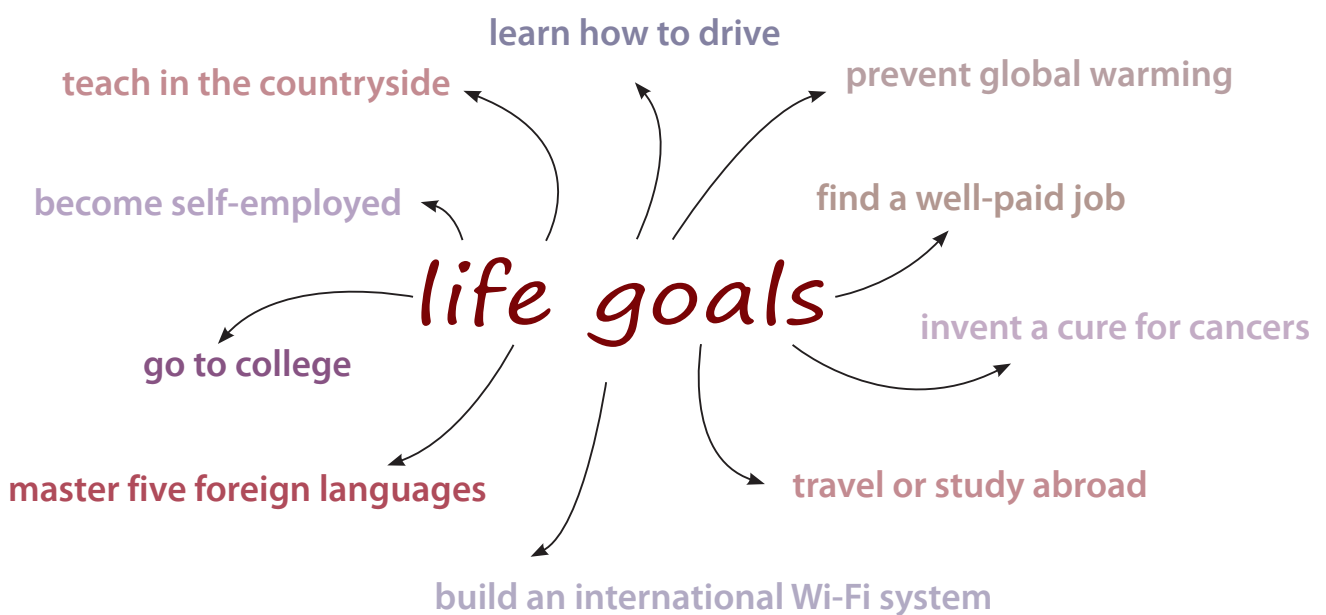 learn how to drive
teach in the countryside
prevent global warming
become self-employed
find a well-paid job
life goals
invent a cure for cancers
go to college
master five foreign languages
travel or study abroad
build an international Wi-Fi system